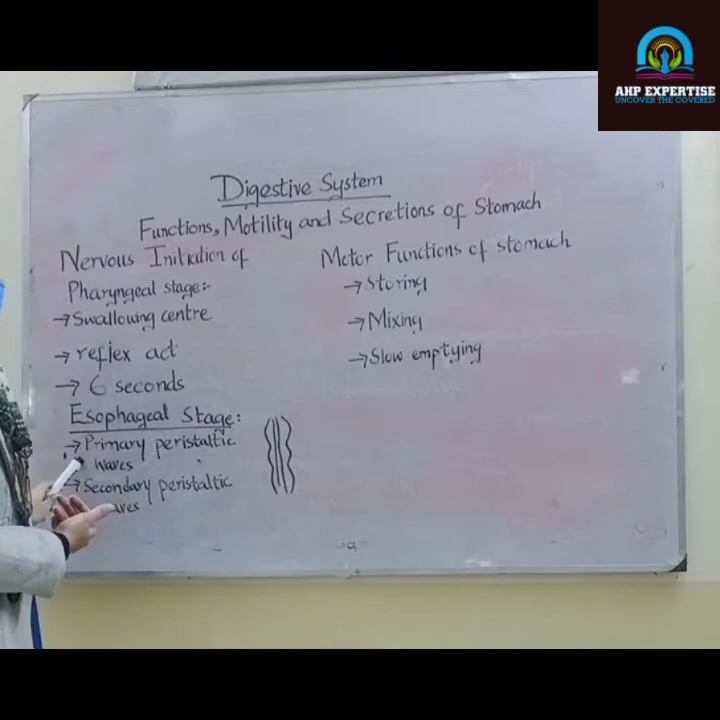 AHP EXPERTISE
UNCOVER THE COVERED
Digestive System
Functions, Motility and Secretions of Stomach
Nervous Initiation of
Pharyngeal stage:-
→ Swallowing centre
→ reflex act
→ 6 seconds
Esophageal Stage:
→ Primary peristaltic
waves
→ Secondary peristaltic
Motor Functions of stomach
→ Storing
→ Mixing
→ Slow emptying